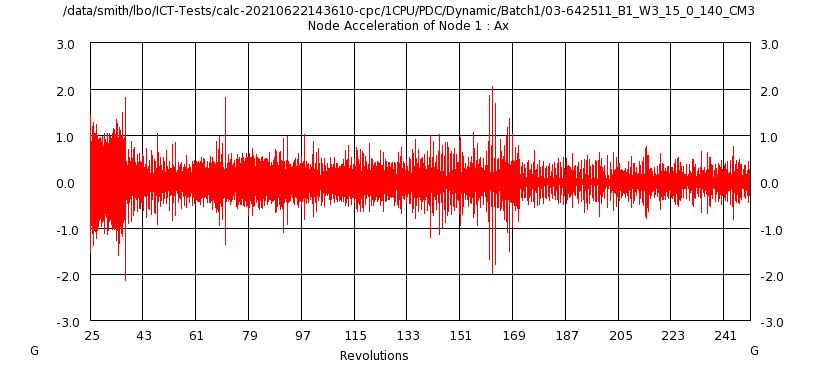 /data/smith/lbo/ICT-Tests/calc-20210622143610-cpc/1CPU/PDC/Dynamic/Batch1/03-642511_B1_W3_15_0_140_CM3
Node Acceleration of Node 1 : Ax
3.0 3.0
2.0 2.0
1.0 1.0
0.0 0.0
-1.0 -1.0
-2.0 -2.0
-3.0 -3.0
25 43 61 79 97 115 133 151 169 187 205 223 241
G G
Revolutions